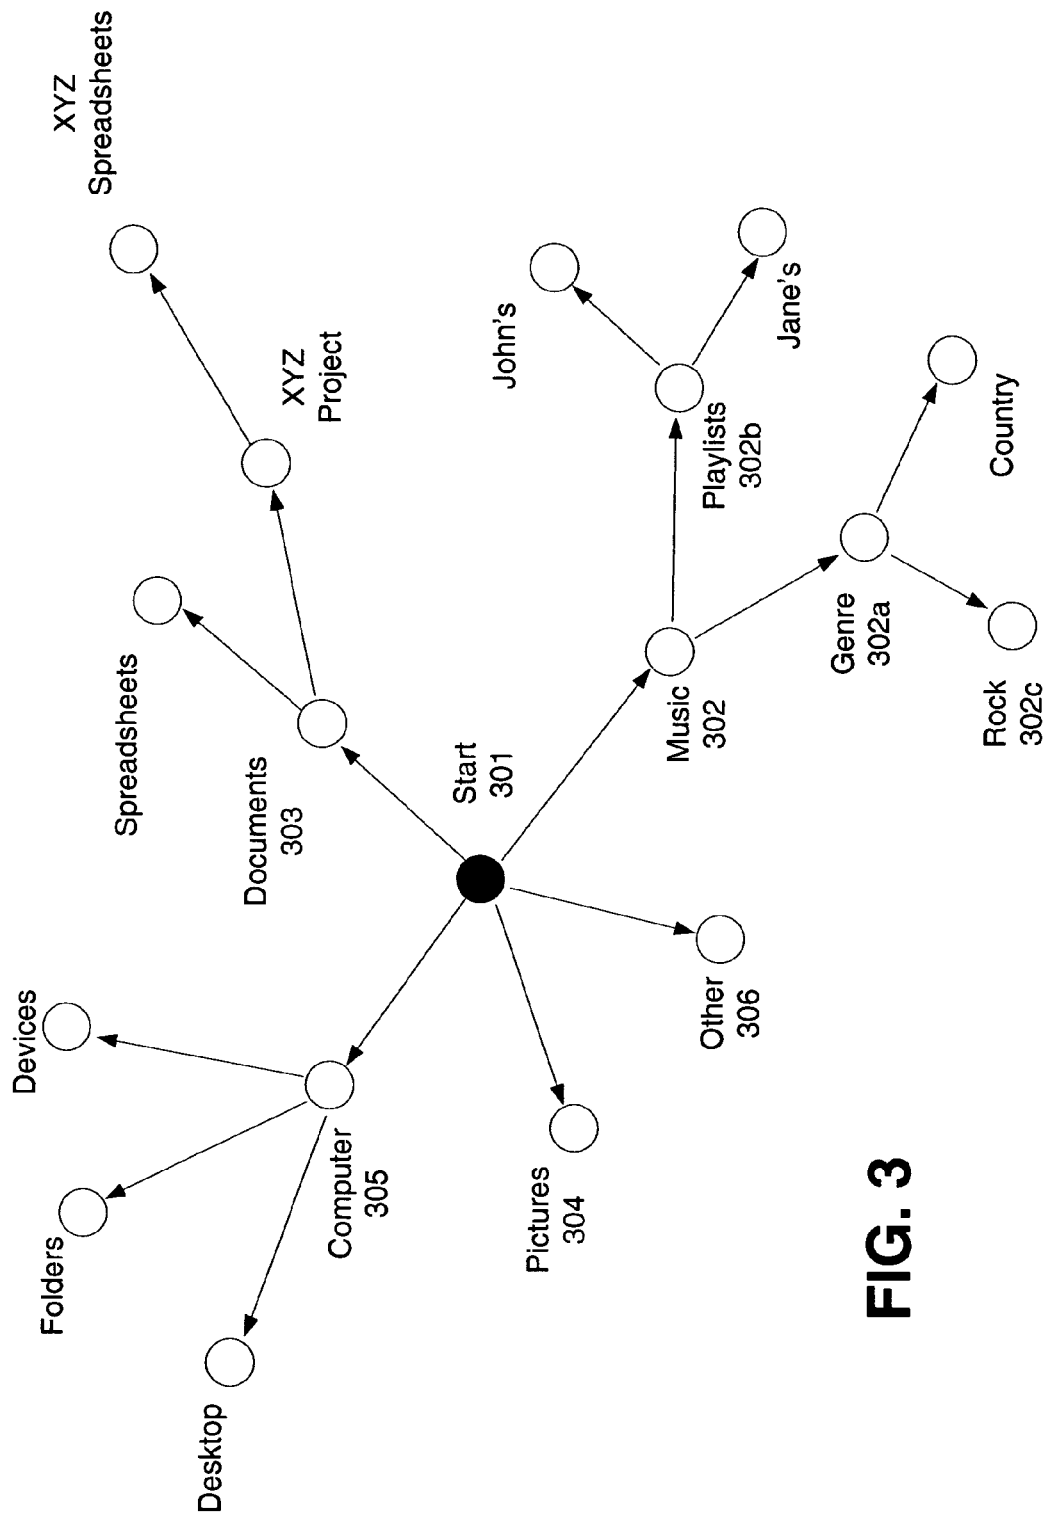 XYZ
Spreadsheets
XYZ
Project
Spreadsheets
Documents
303
Devices
Folders
Desktop
Computer
305
Start
301
John's
Jane's
Playlists
302b
Music
302
Country
Genre
302a
Rock
302c
Other
306
Pictures
304
FIG. 3